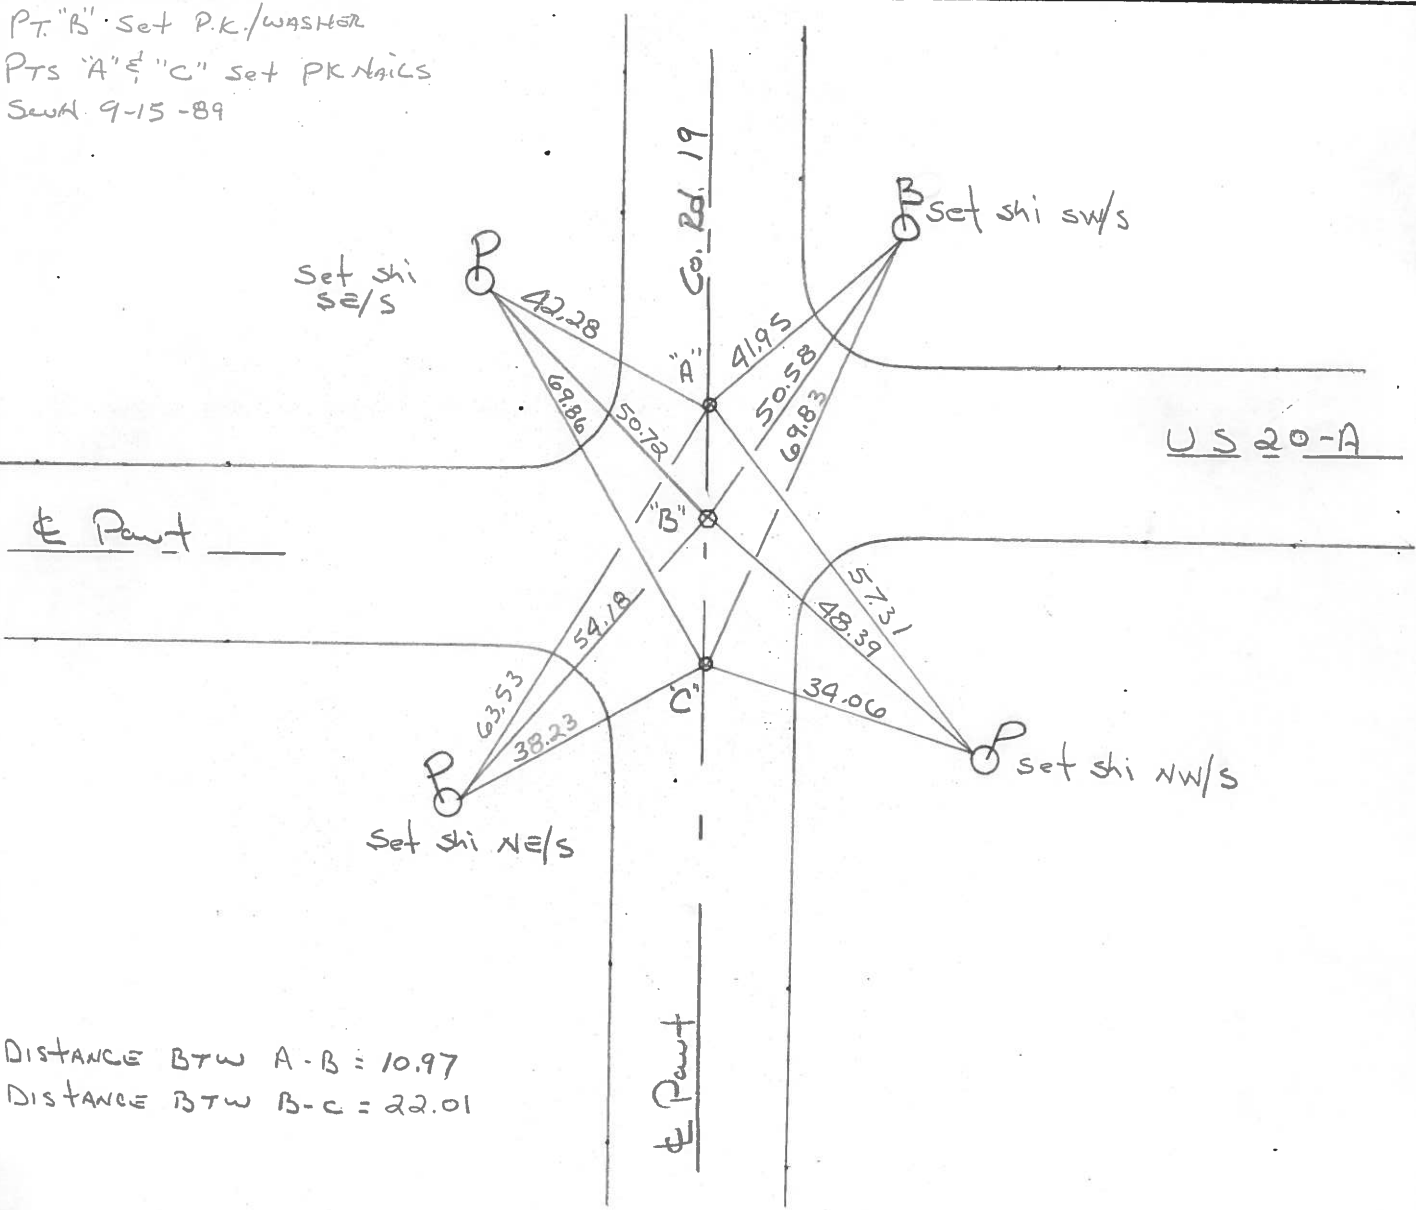 PT. "B" Set P.K./WASHER
PTS "A" & "C" Set PK NAILS
9-15-89
Co. Rd. 19
B
Set shi SW/S
P
Set shi
SE/S
42.28
41.95
"A"
50.58
69.83
69.86
50.72
US 20-A
"B"
℄ Pavt
57.31
48.39
54.18
63.53
38.23
"C"
34.06
P
Set shi NW/S
P
Set shi NE/S
℄ Pavt
DISTANCE BTW A-B = 10.97
DISTANCE BTW B-C = 22.01